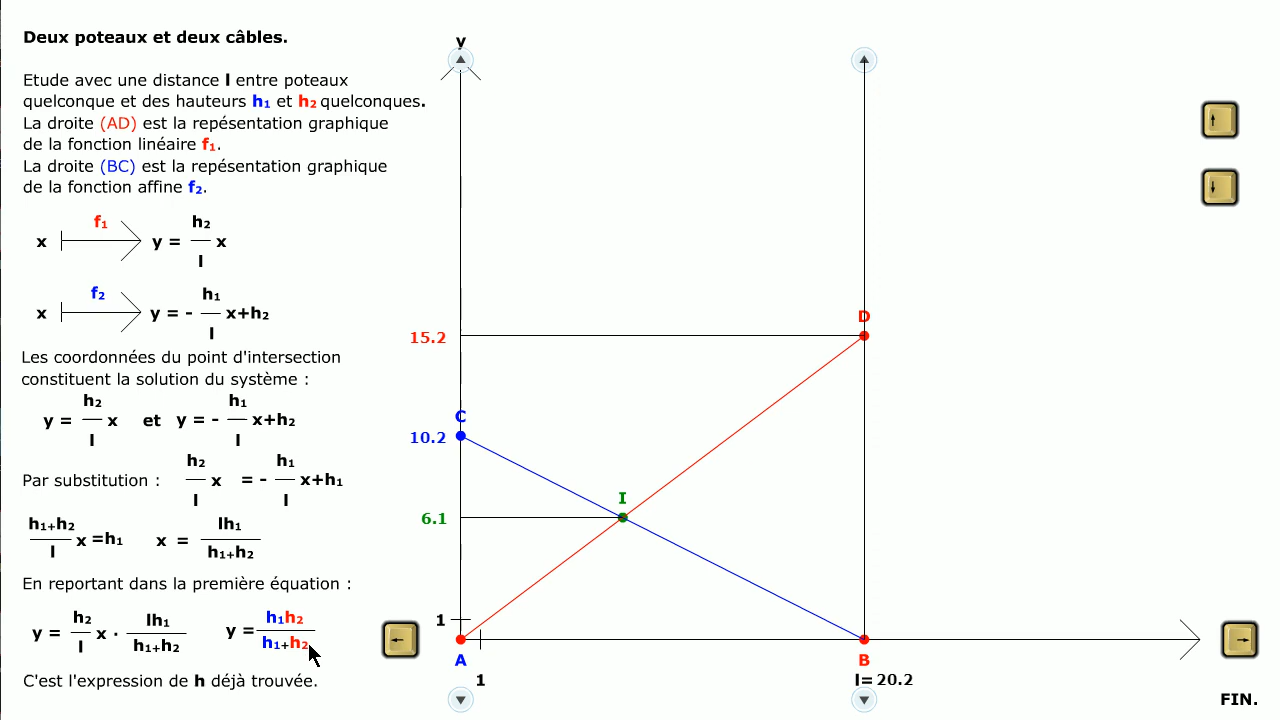 Deux poteaux et deux câbles.
Etude avec une distance l entre poteaux
quelconque et des hauteurs h₁ et h₂ quelconques.
La droite (AD) est la repésentation graphique
de la fonction linéaire f₁.
La droite (BC) est la repésentation graphique
de la fonction affine f₂.
f₁
h₂
x y = x
l
f₂
h₁
x y = - x+h₂
l
Les coordonnées du point d'intersection
constituent la solution du système :
h₂ h₁
y = x et y = - x+h₂
l l
h₂ h₁
Par substitution : x = - x+h₁
l l
h₁+h₂ lh₁
x =h₁ x =
l h₁+h₂
En reportant dans la première équation :
h₂ lh₁ h₁h₂
y = x · y =
l h₁+h₂ h₁+h₂
C'est l'expression de h déjà trouvée.
y
D
15.2
C
10.2
I
6.1
1
A B
1 l= 20.2
FIN.